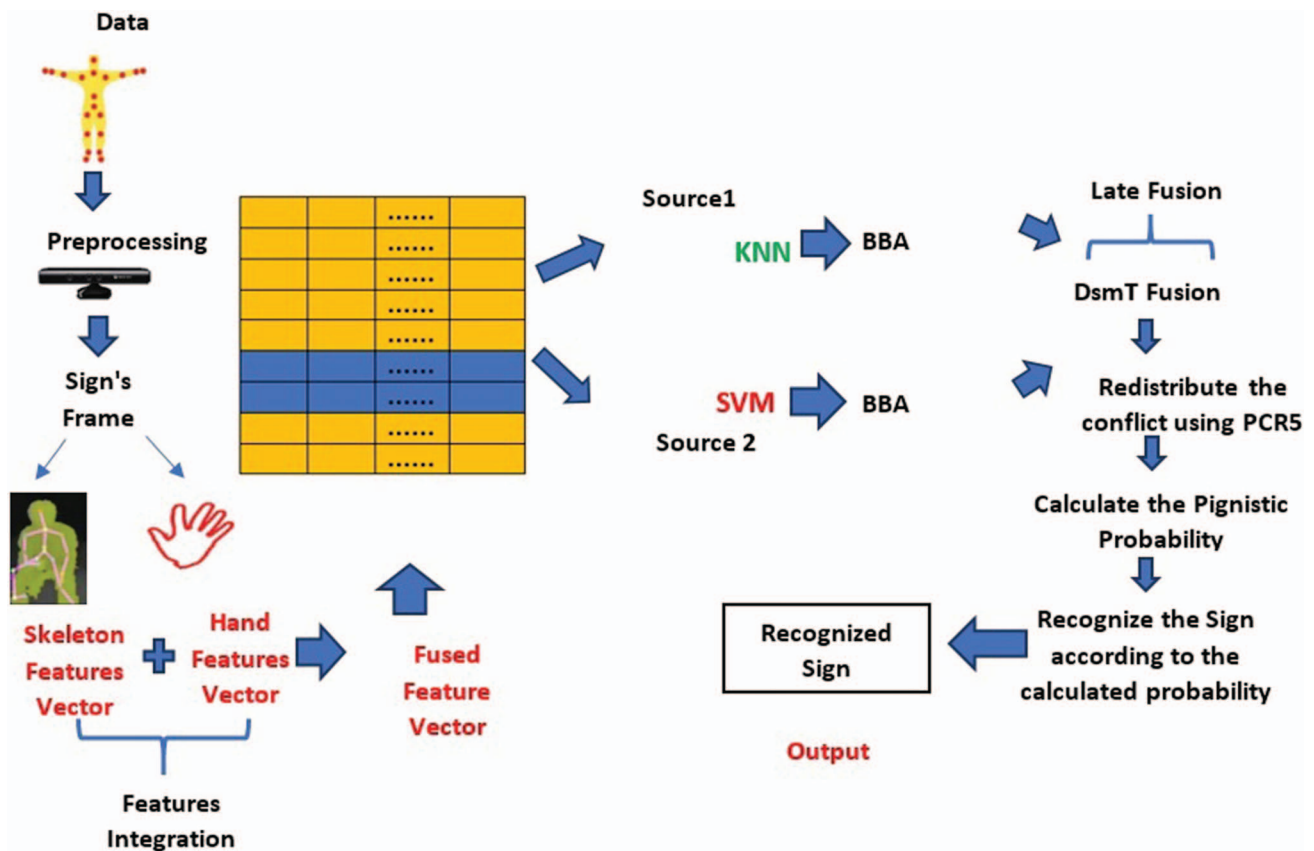 Data
Preprocessing
Sign's
Frame
Skeleton
Features
Vector
Hand
Features
Vector
Features
Integration
Fused
Feature
Vector
......
......
......
......
......
......
......
......
......
Source1
KNN
BBA
SVM
BBA
Source 2
Late Fusion
DsmT Fusion
Redistribute the
conflict using PCR5
Calculate the Pignistic
Probability
Recognize the Sign
according to the
calculated probability
Recognized
Sign
Output